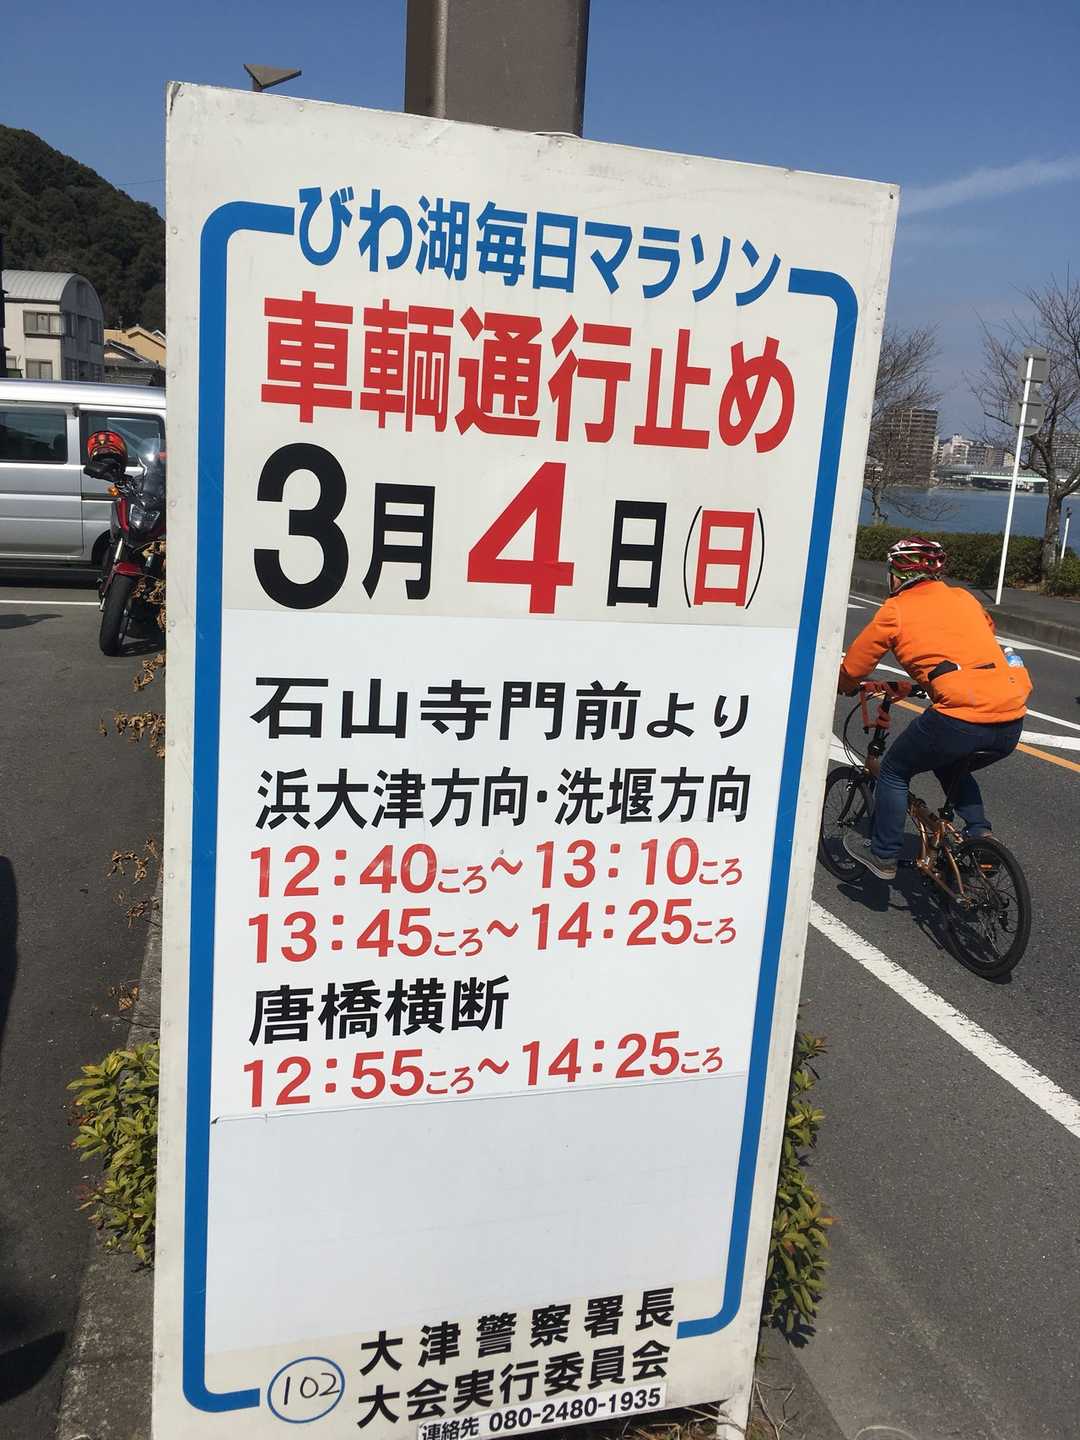 びわ湖毎日マラソン
車輌通行止め
3月4日(日)
石山寺門前より
浜大津方向・洗堰方向
12:40ころ～13:10ころ
13:45ころ～14:25ころ
唐橋横断
12:55ころ～14:25ころ
大津警察署長
大会実行委員会
102
連絡先 080-2480-1935